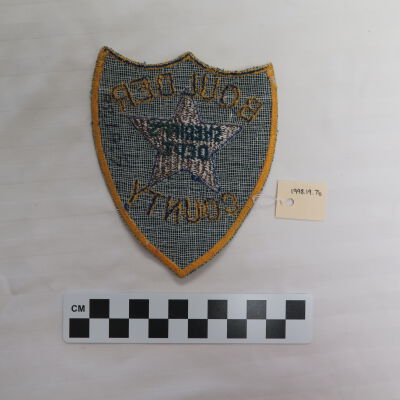 BOULDER
SHERIFF'S
DEPT
COUNTY
1998.19.76
CM